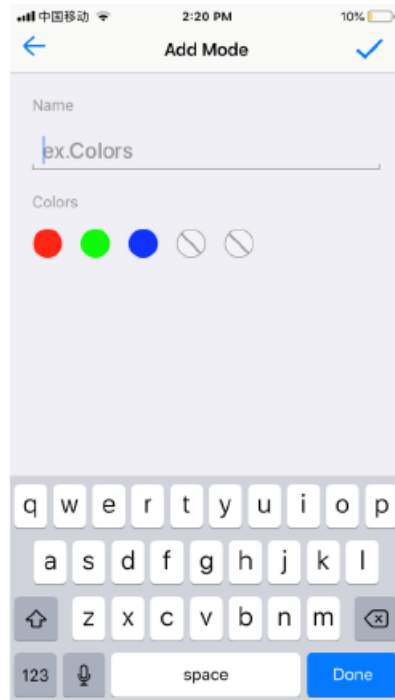 中国移动 2:20 PM 10%
Add Mode
Name
ex.Colors
Colors
q w e r t y u i o p
a s d f g h j k l
z x c v b n m
123 space Done